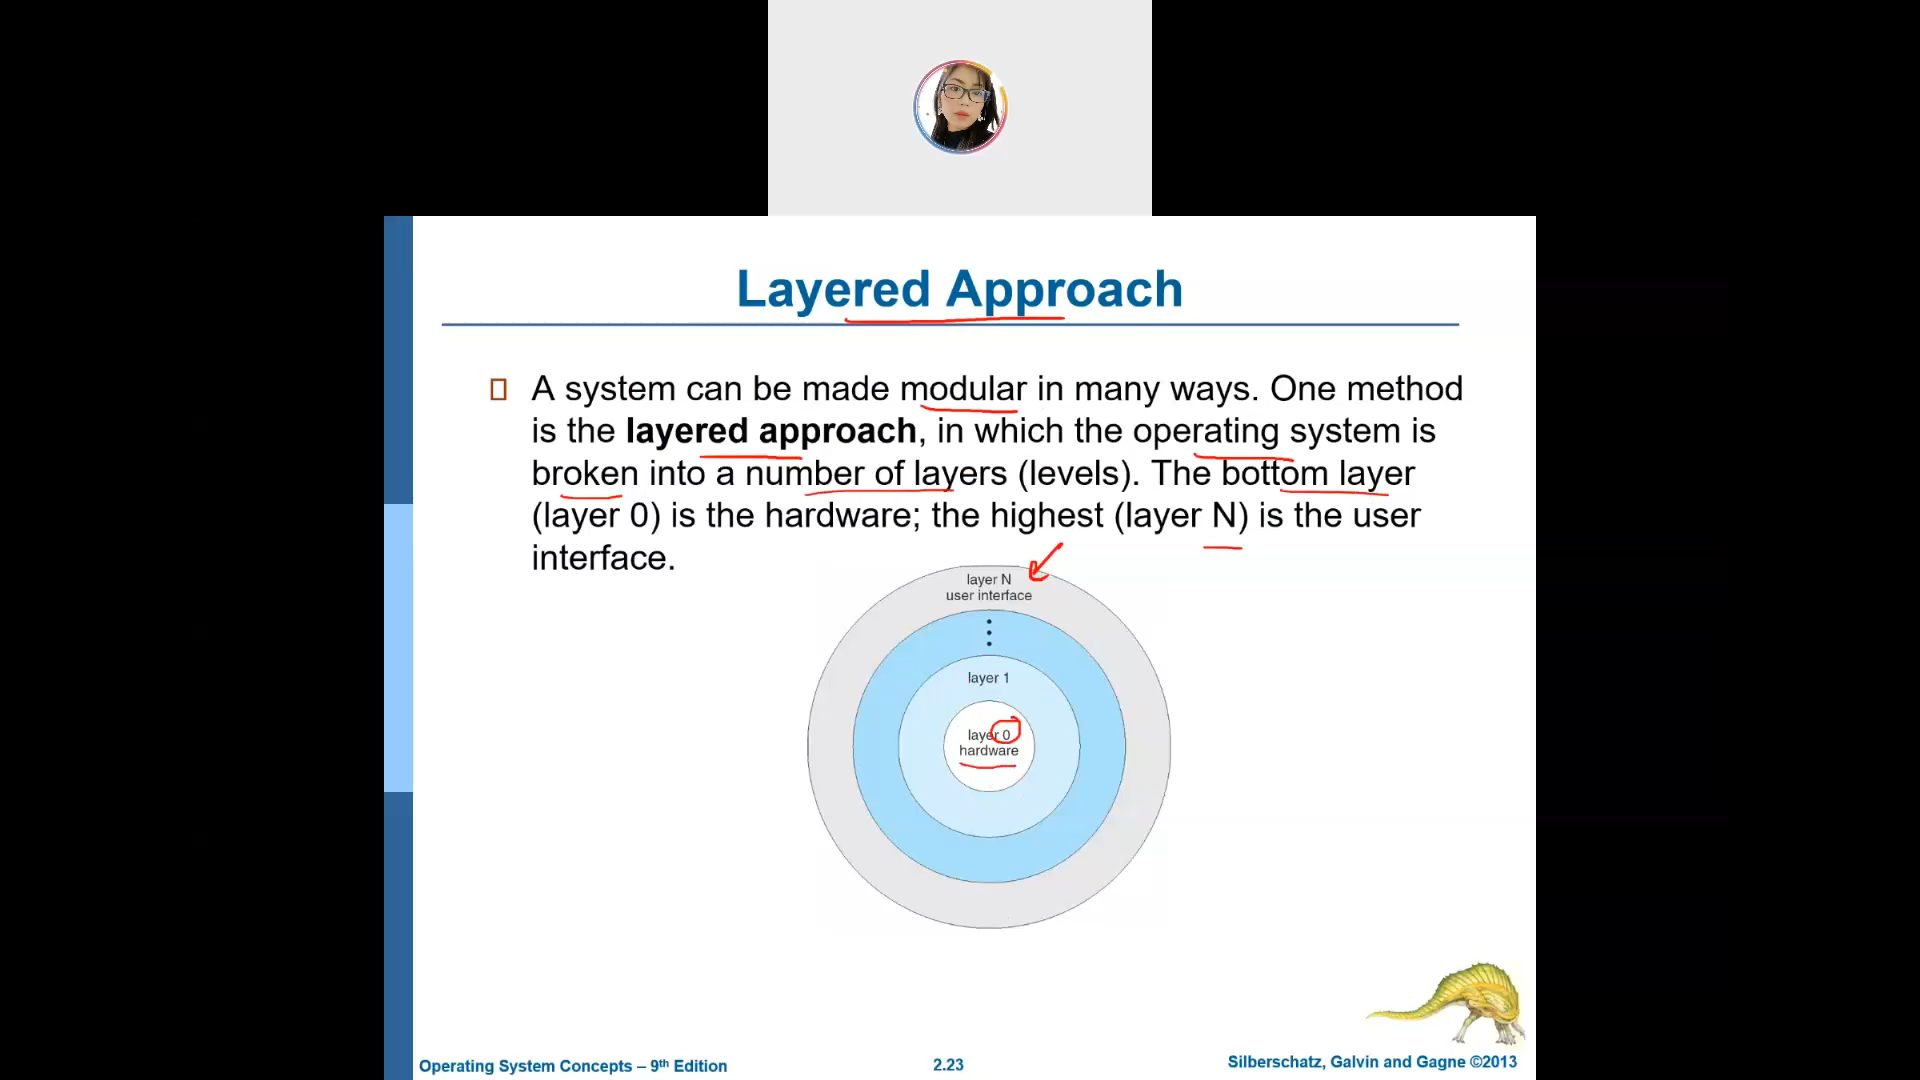 Layered Approach
A system can be made modular in many ways. One method
is the layered approach, in which the operating system is
broken into a number of layers (levels). The bottom layer
(layer 0) is the hardware; the highest (layer N) is the user
interface.
layer N
user interface
layer 1
layer 0
hardware
Operating System Concepts – 9th Edition
2.23
Silberschatz, Galvin and Gagne ©2013